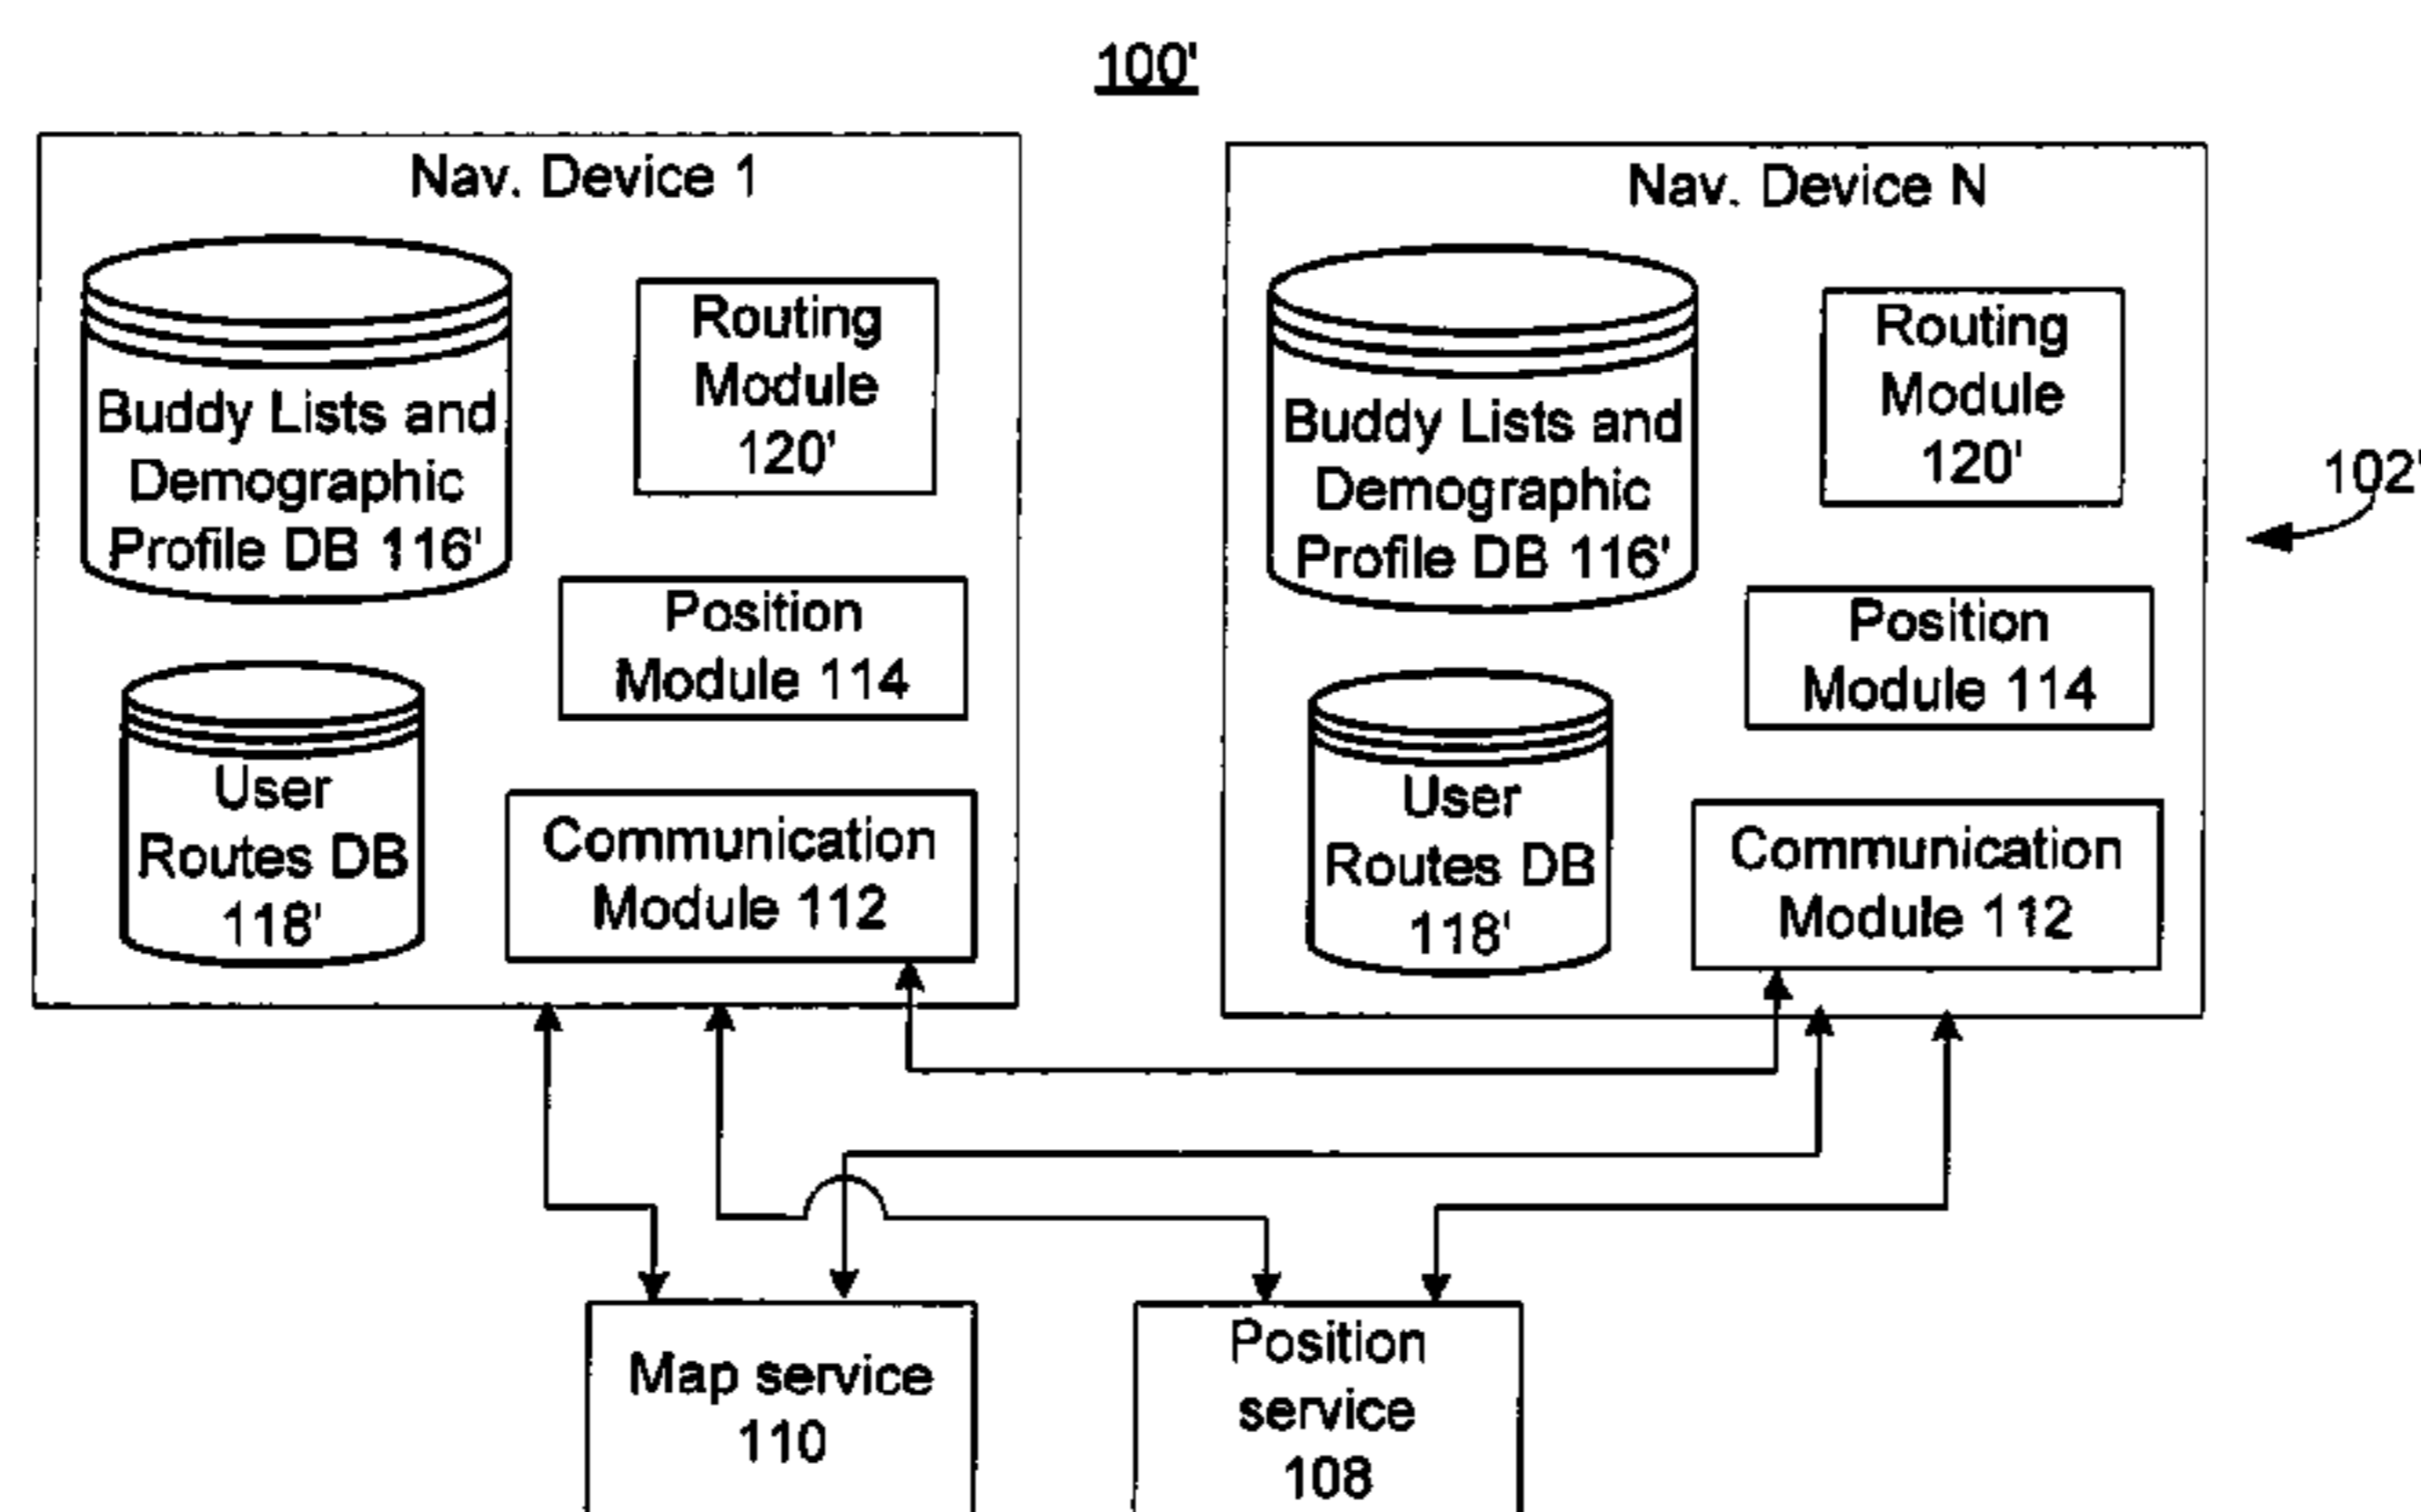 100'
Nav. Device 1
Buddy Lists and
Demographic
Profile DB 116'
Routing
Module
120'
Position
Module 114
User
Routes DB
118'
Communication
Module 112
Nav. Device N
Buddy Lists and
Demographic
Profile DB 116'
Routing
Module
120'
102'
Position
Module 114
User
Routes DB
118'
Communication
Module 112
Map service
110
Position
service
108